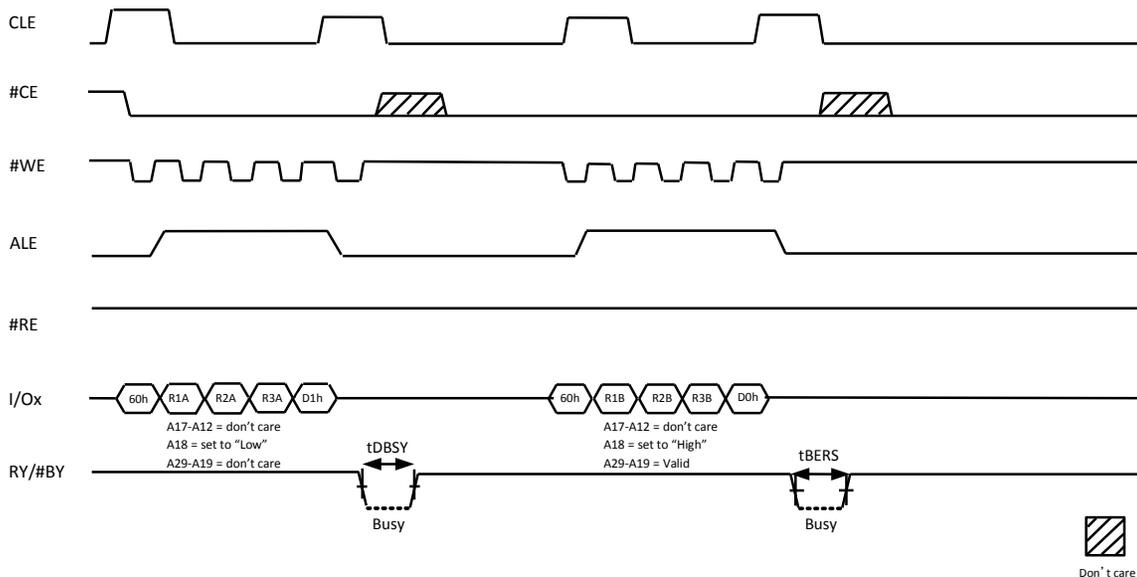 CLE
#CE
#WE
ALE
#RE
I/Ox
60h R1A R2A R3A D1h
60h R1B R2B R3B D0h
A17-A12 = don't care
A18 = set to “Low”
A29-A19 = don't care
A17-A12 = don't care
A18 = set to “High”
A29-A19 = Valid
RY/#BY
tDBSY
Busy
tBERS
Busy
Don't care